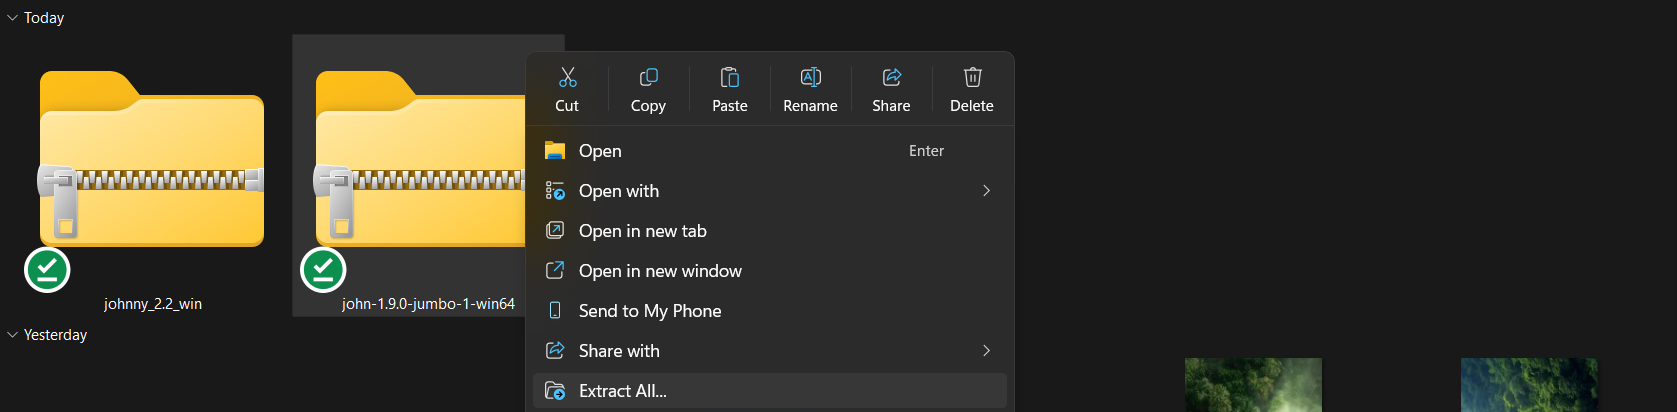 Today
Cut Copy Paste Rename Share Delete
Open Enter
Open with
Open in new tab
Open in new window
johnny_2.2_win john-1.9.0-jumbo-1-win64
Send to My Phone
Yesterday
Share with
Extract All...